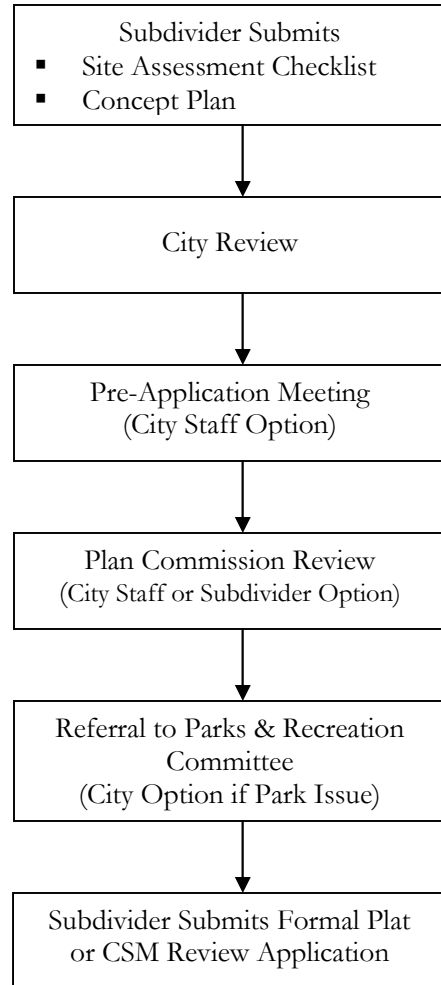 Subdivider Submits
▪ Site Assessment Checklist
▪ Concept Plan
City Review
Pre-Application Meeting
(City Staff Option)
Plan Commission Review
(City Staff or Subdivider Option)
Referral to Parks & Recreation
Committee
(City Option if Park Issue)
Subdivider Submits Formal Plat
or CSM Review Application